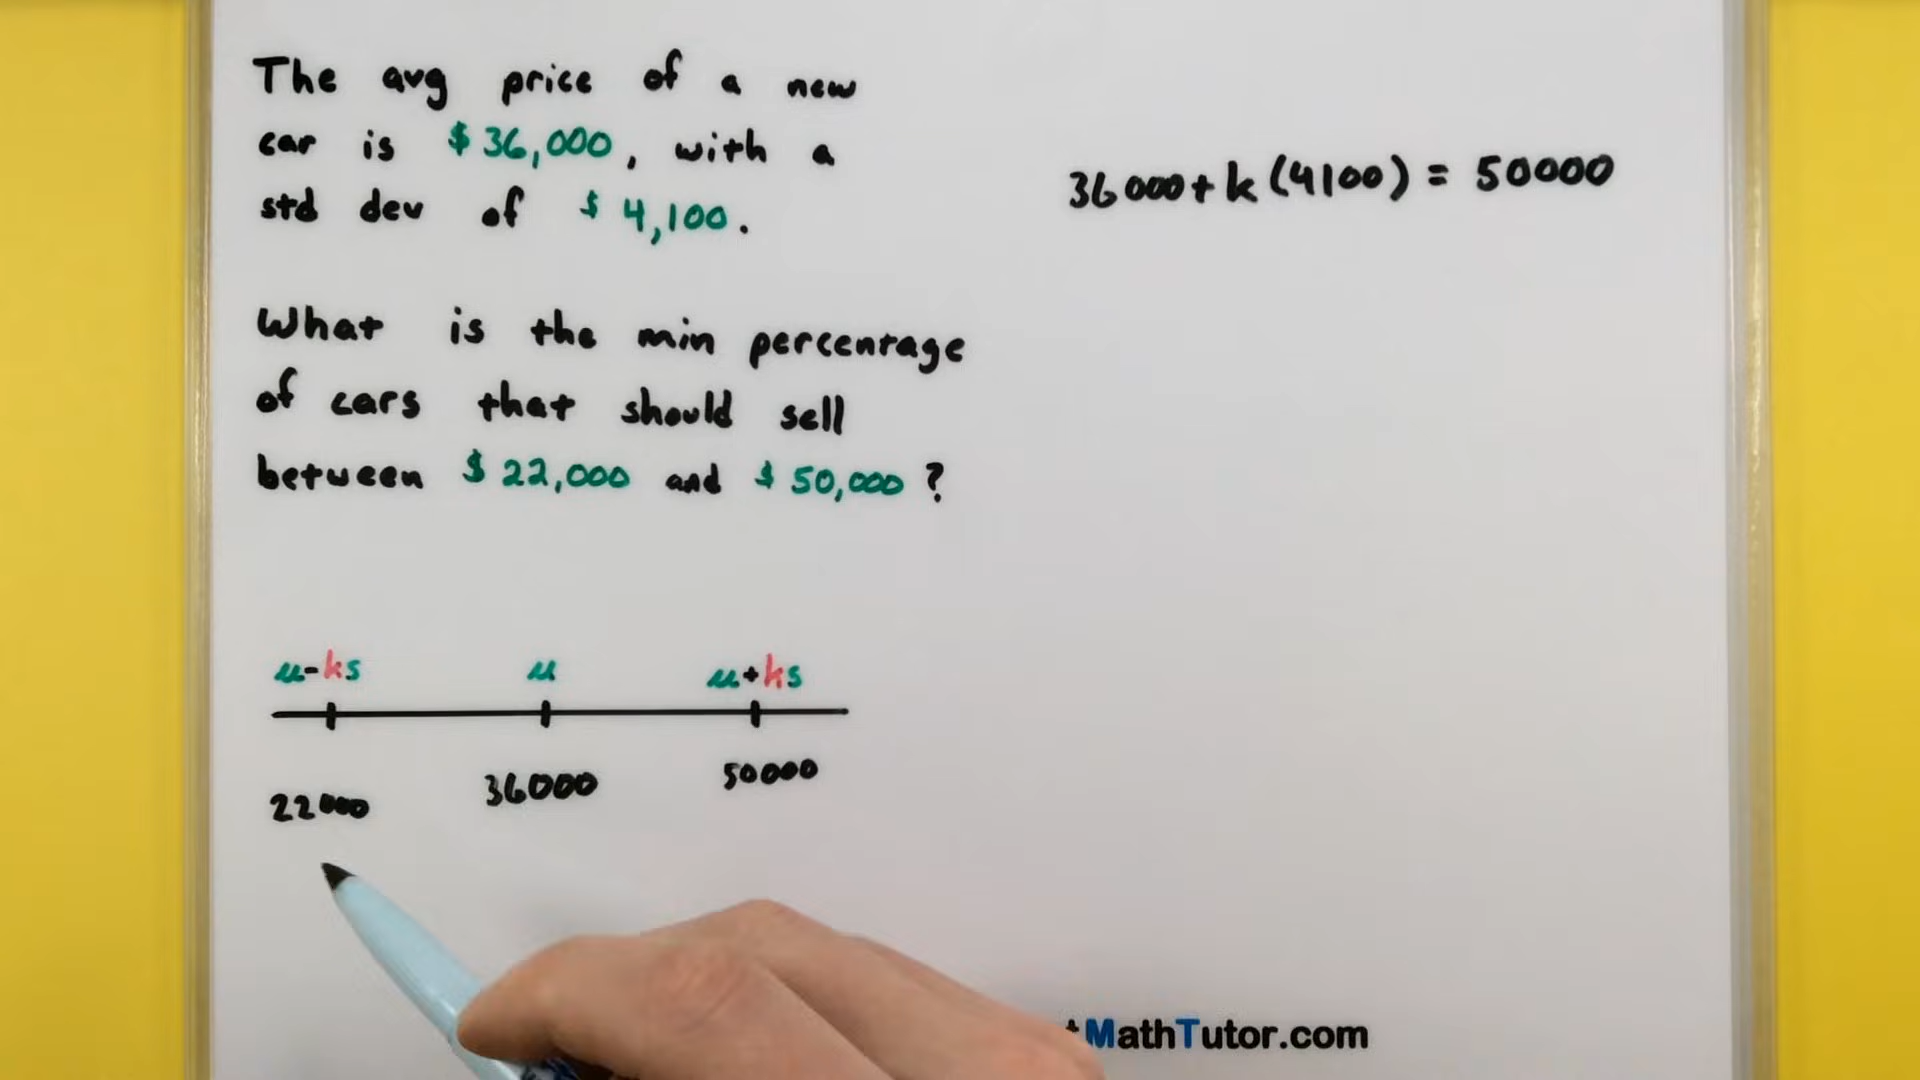 The avg price of a new
car is $36,000, with a
std dev of $4,100.
What is the min percentage
of cars that should sell
between $22,000 and $50,000?
36000+k(4100)=50000
μ-ks μ μ+ks
22000 36000 50000
MathTutor.com